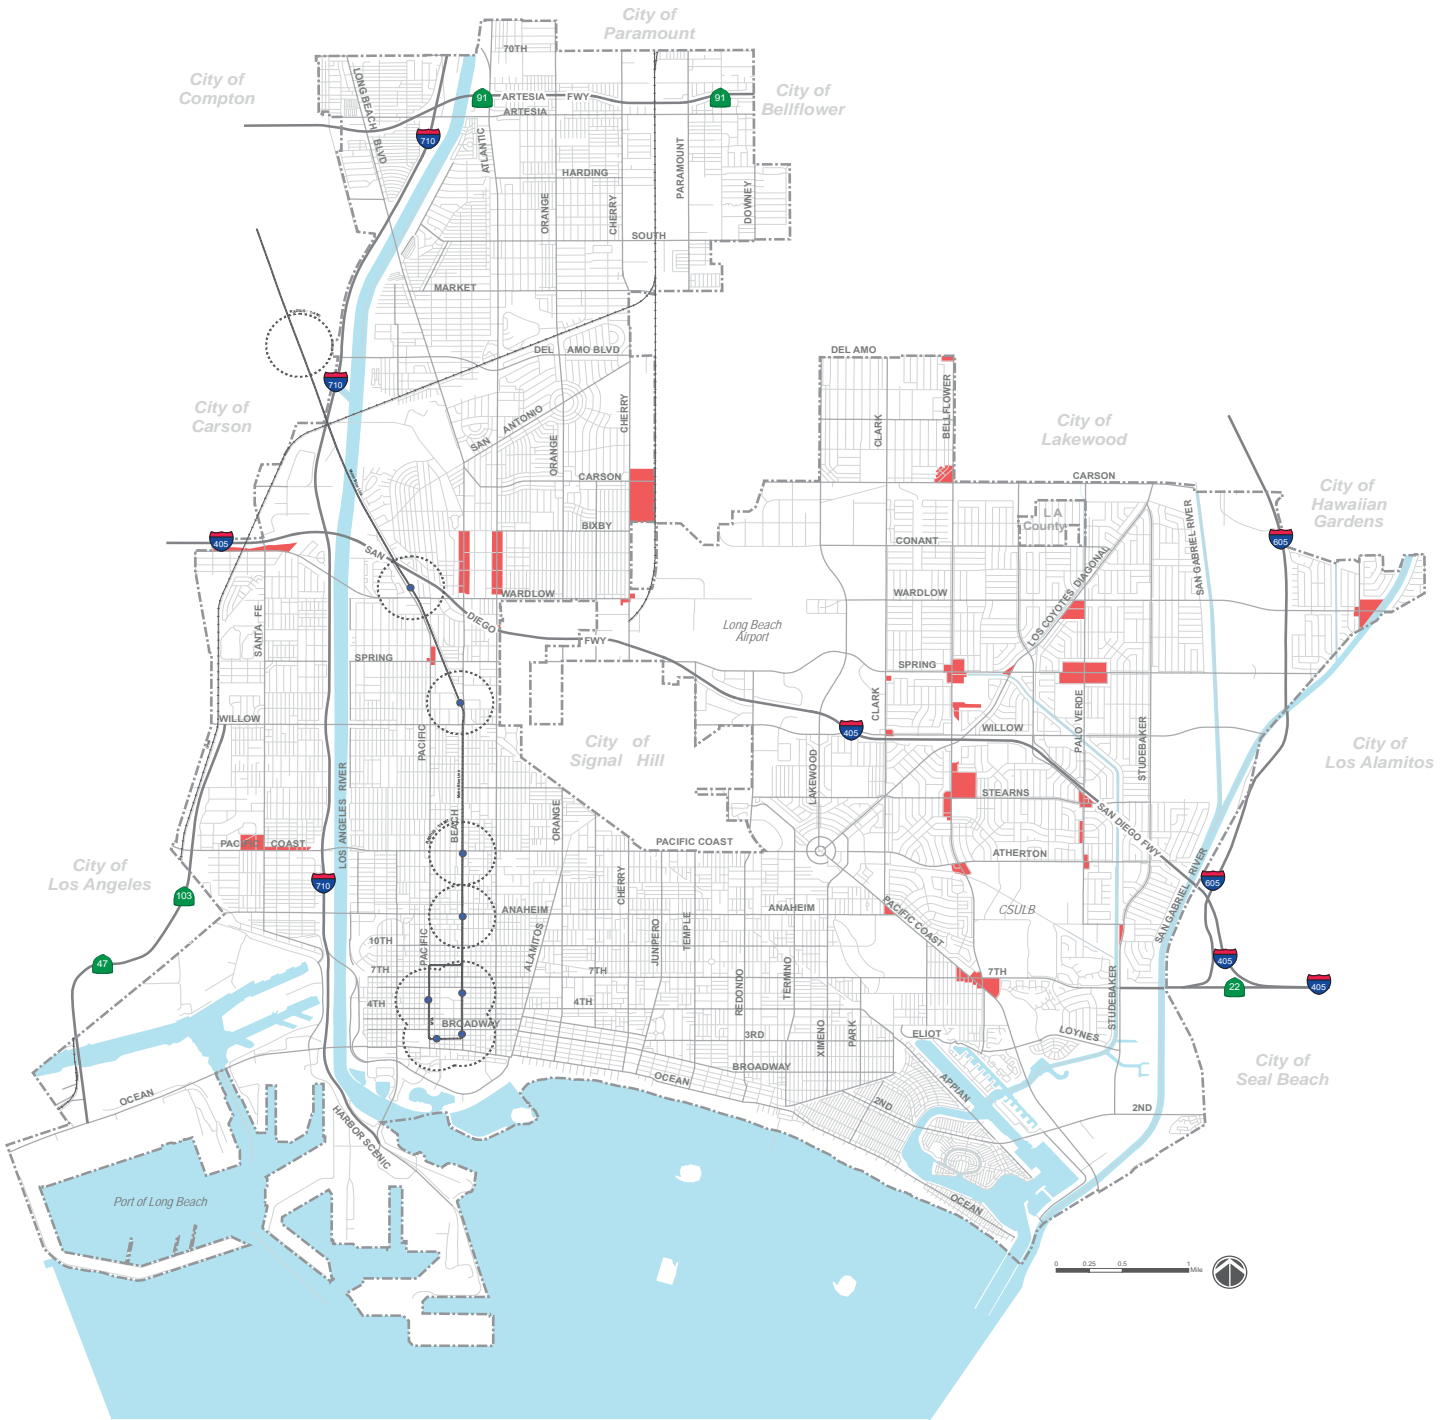 City of
Paramount
70TH
City of
Compton
LONG BEACH BLVD
91
ARTESIA FWY
91
City of
Bellflower
ARTESIA
710
ATLANTIC
PARAMOUNT
HARDING
ORANGE
CHERRY
DOWNEY
SOUTH
MARKET
DEL AMO BLVD
DEL AMO
710
City of
Carson
SAN ANTONIO
CHERRY
CLARK
BELLFLOWER
City of
Lakewood
ORANGE
CARSON
CARSON
City of
Hawaiian
Gardens
L A
County
SAN GABRIEL RIVER
BIXBY
405
CONANT
605
SAN DIEGO FWY
LOS COYOTES DIAGONAL
WARDLOW
WARDLOW
SANTA FE
Long Beach
Airport
SPRING
SPRING
CLARK
WILLOW
PACIFIC
City of
Signal Hill
405
WILLOW
PALO VERDE
STUDEBAKER
City of
Los Alamitos
LAKEWOOD
STEARNS
LOS ANGELES RIVER
BEACH
ORANGE
SAN DIEGO FWY
PACIFIC COAST
PACIFIC COAST
ATHERTON
City of
Los Angeles
710
CHERRY
605
103
ANAHEIM
ANAHEIM
PACIFIC COAST
CSULB
SAN GABRIEL RIVER
10TH
PACIFIC
ALAMITOS
JUNIPERO
TEMPLE
47
7TH
7TH
REDONDO
TERMINO
7TH
405
22
405
4TH
4TH
STUDEBAKER
BROADWAY
3RD
XIMENO
PARK
ELIOT
LOYNES
City of
Seal Beach
BROADWAY
OCEAN
OCEAN
APPIAN
2ND
2ND
HARBOR SCENIC
Port of Long Beach
OCEAN
0 0.25 0.5 1
Mile